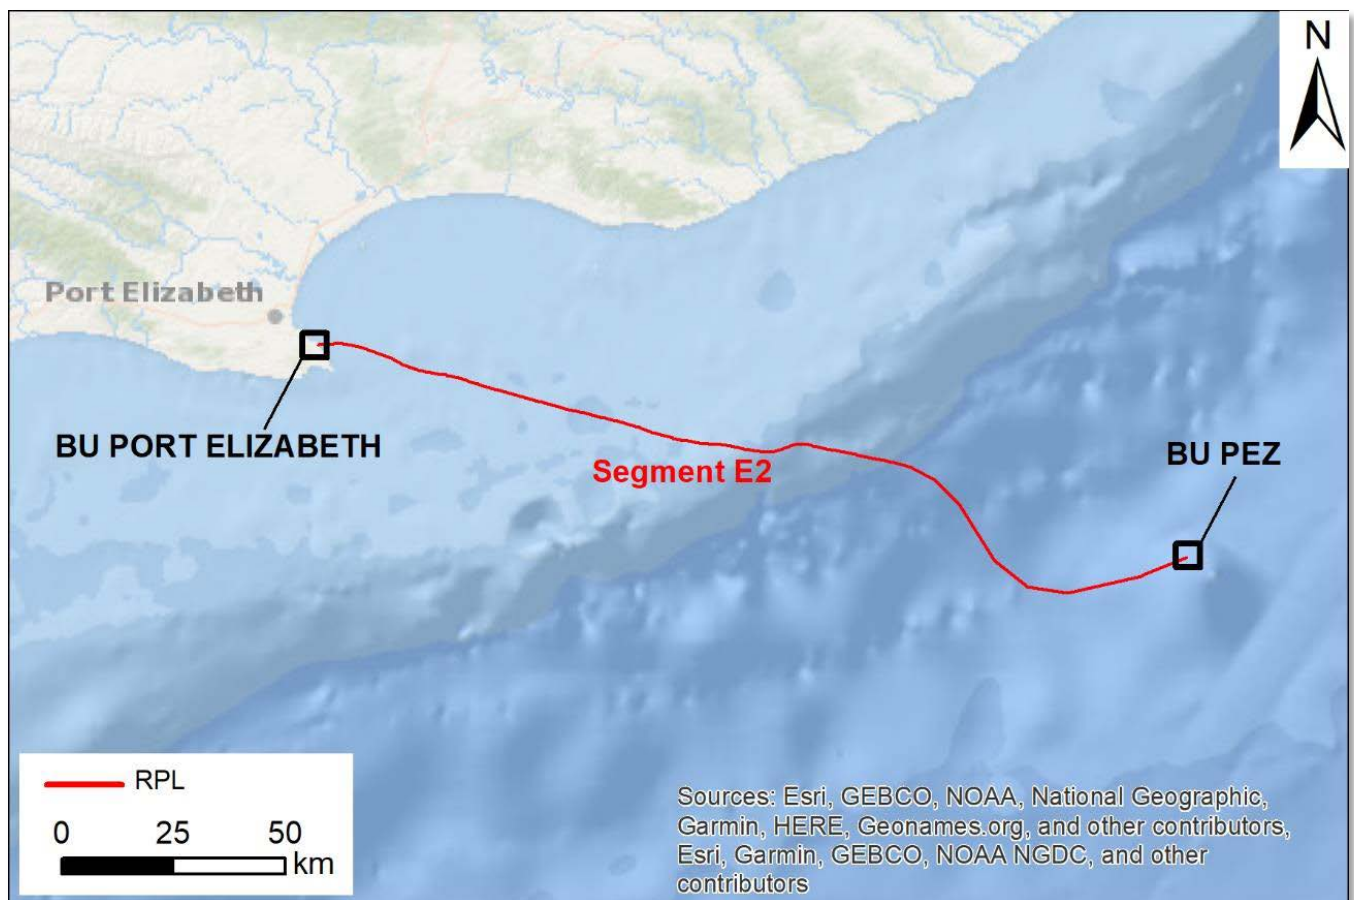 N
Port Elizabeth
BU PORT ELIZABETH
BU PEZ
Segment E2
RPL
0 25 50
km
Sources: Esri, GEBCO, NOAA, National Geographic,
Garmin, HERE, Geonames.org, and other contributors,
Esri, Garmin, GEBCO, NOAA NGDC, and other
contributors